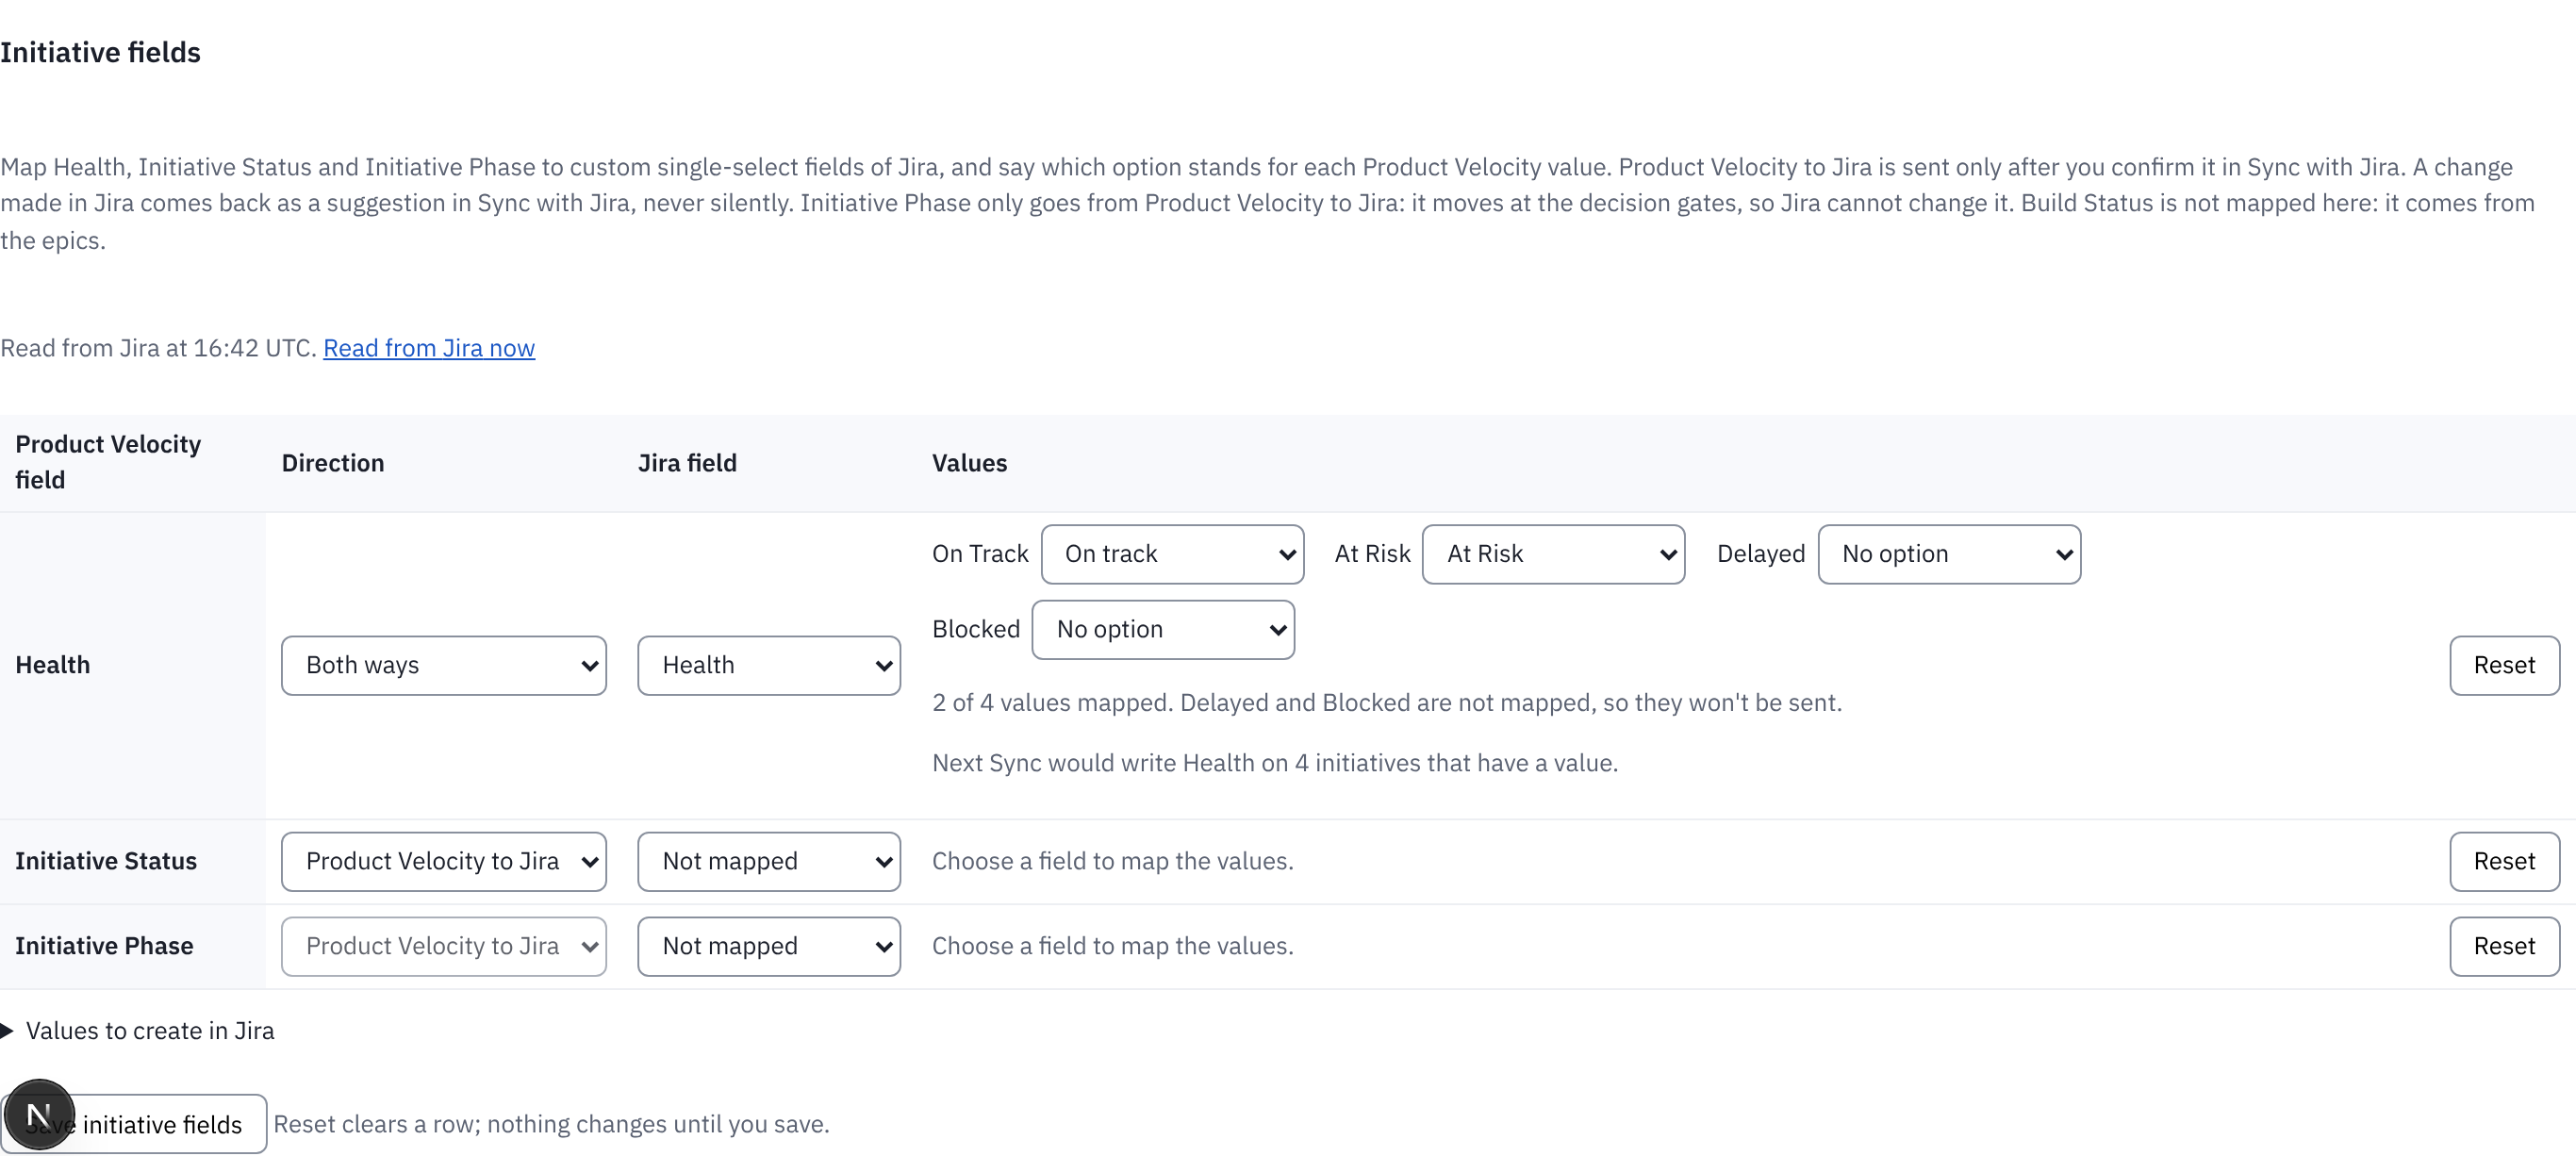 Initiative fields
Map Health, Initiative Status and Initiative Phase to custom single-select fields of Jira, and say which option stands for each Product Velocity value. Product Velocity to Jira is sent only after you confirm it in Sync with Jira. A change
made in Jira comes back as a suggestion in Sync with Jira, never silently. Initiative Phase only goes from Product Velocity to Jira: it moves at the decision gates, so Jira cannot change it. Build Status is not mapped here: it comes from
the epics.
Read from Jira at 16:42 UTC. Read from Jira now
Product Velocity
field
Direction
Jira field
Values
Health
Both ways
Health
On Track On track At Risk At Risk Delayed No option
Blocked No option
2 of 4 values mapped. Delayed and Blocked are not mapped, so they won't be sent.
Next Sync would write Health on 4 initiatives that have a value.
Reset
Initiative Status
Product Velocity to Jira
Not mapped
Choose a field to map the values.
Reset
Initiative Phase
Product Velocity to Jira
Not mapped
Choose a field to map the values.
Reset
Values to create in Jira
N
initiative fields
Reset clears a row; nothing changes until you save.